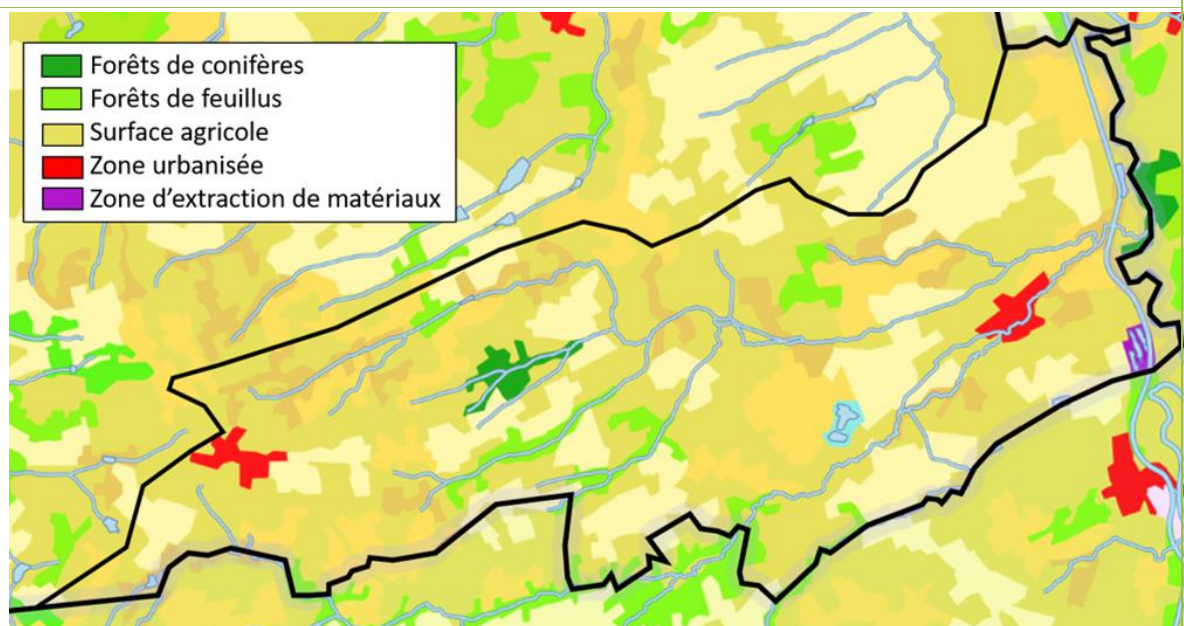 Forêts de conifères
Forêts de feuillus
Surface agricole
Zone urbanisée
Zone d’extraction de matériaux